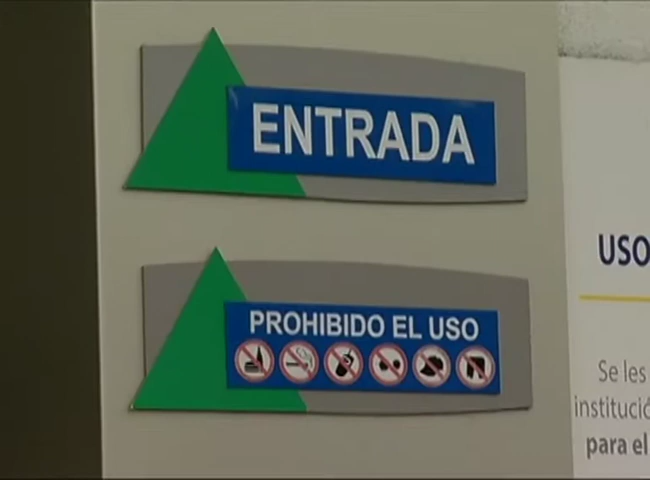 ENTRADA
PROHIBIDO EL USO
USO
Se les
institució
para el